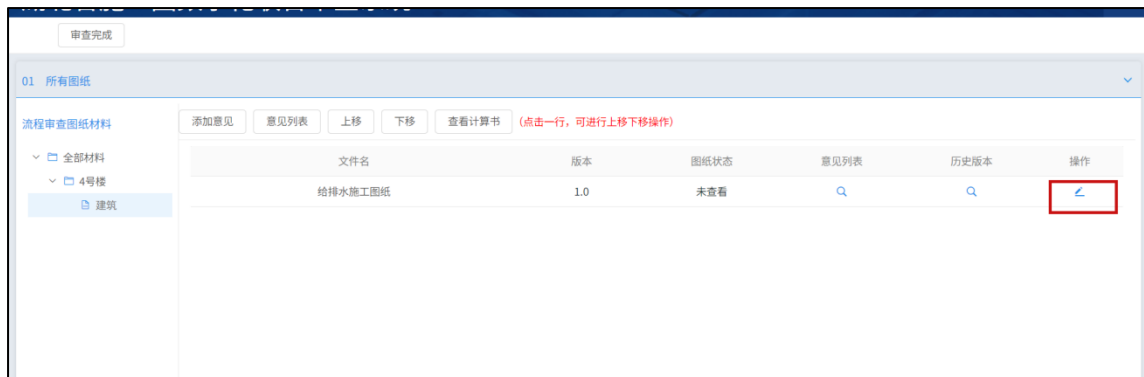 审查完成
01 所有图纸
流程审查图纸材料
添加意见 意见列表 上移 下移 查看计算书 (点击一行，可进行上移下移操作)
全部材料
4号楼
建筑
文件名 版本 图纸状态 意见列表 历史版本 操作
给排水施工图纸 1.0 未查看